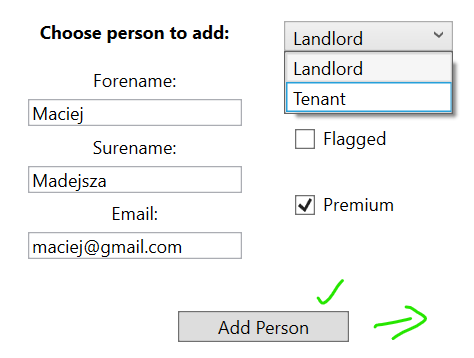 Choose person to add:
Landlord
Landlord
Tenant
Forename:
Maciej
Flagged
Surename:
Madejsza
Premium
Email:
maciej@gmail.com
Add Person